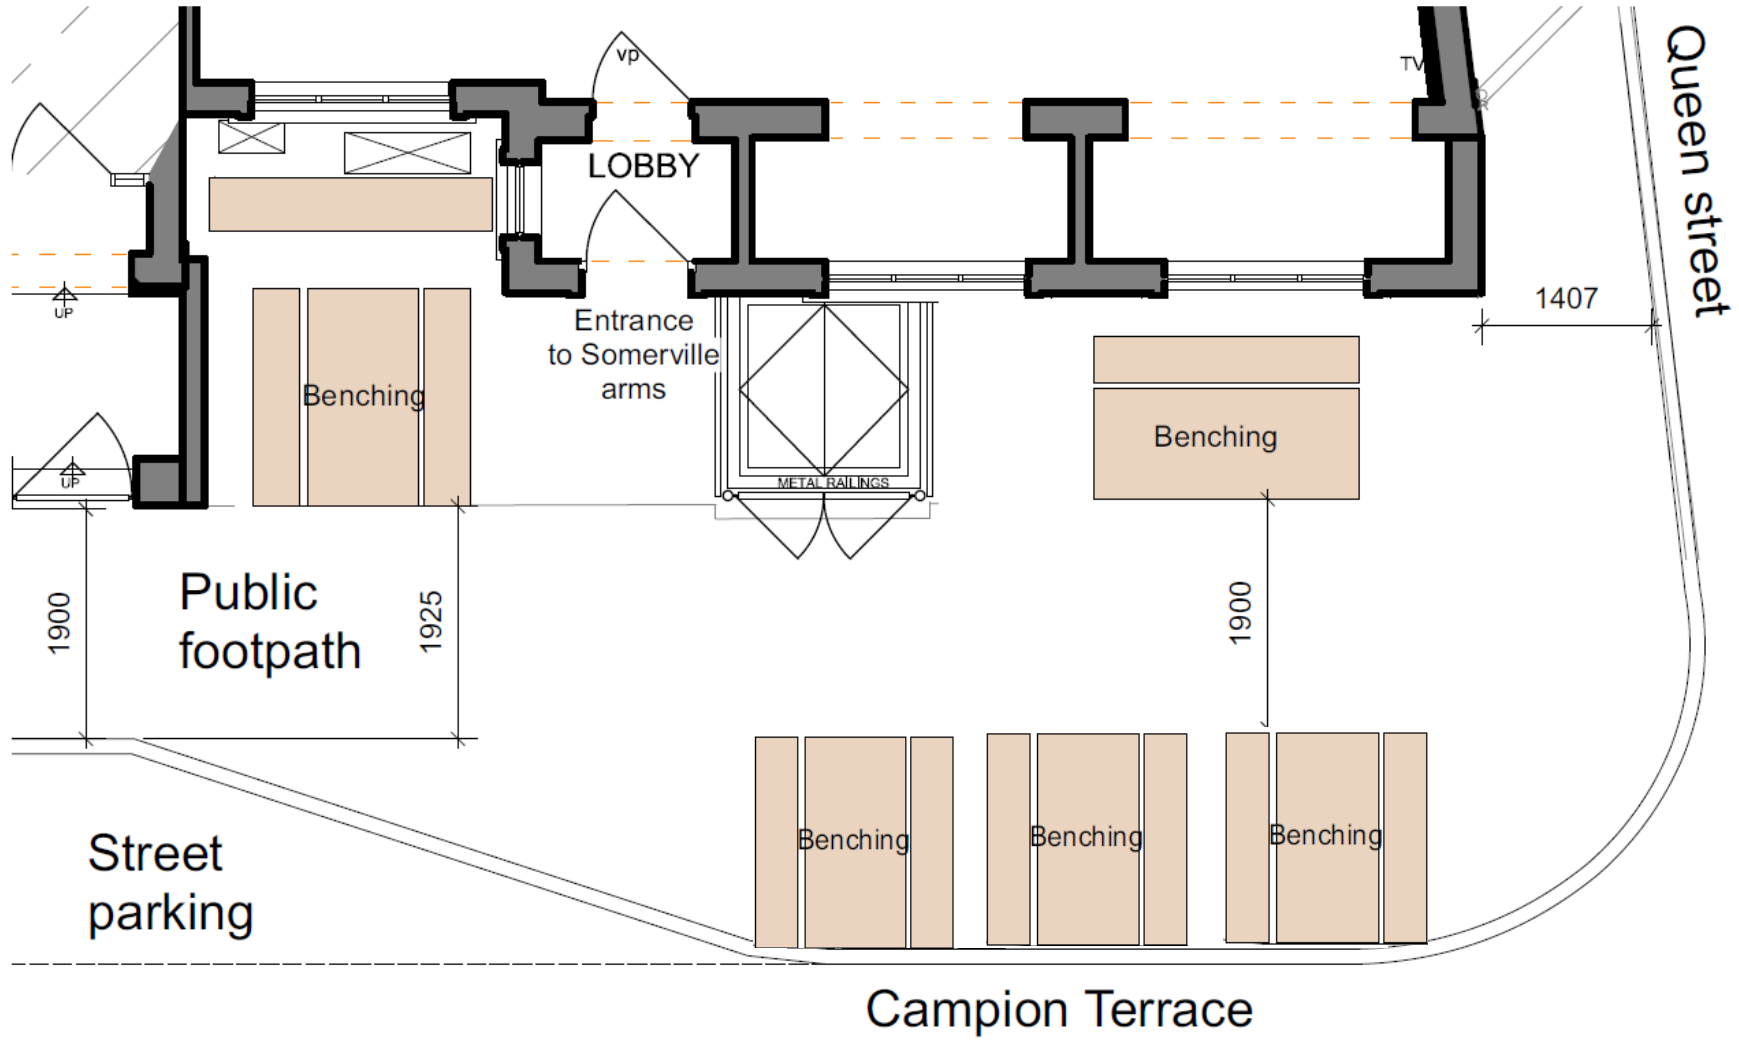 vp
TV
Queen street
LOBBY
1407
UP
Entrance
to Somerville
arms
Benching
Benching
UP
METAL RAILINGS
Public
footpath
1900
1925
1900
Benching
Benching
Benching
Street
parking
Campion Terrace